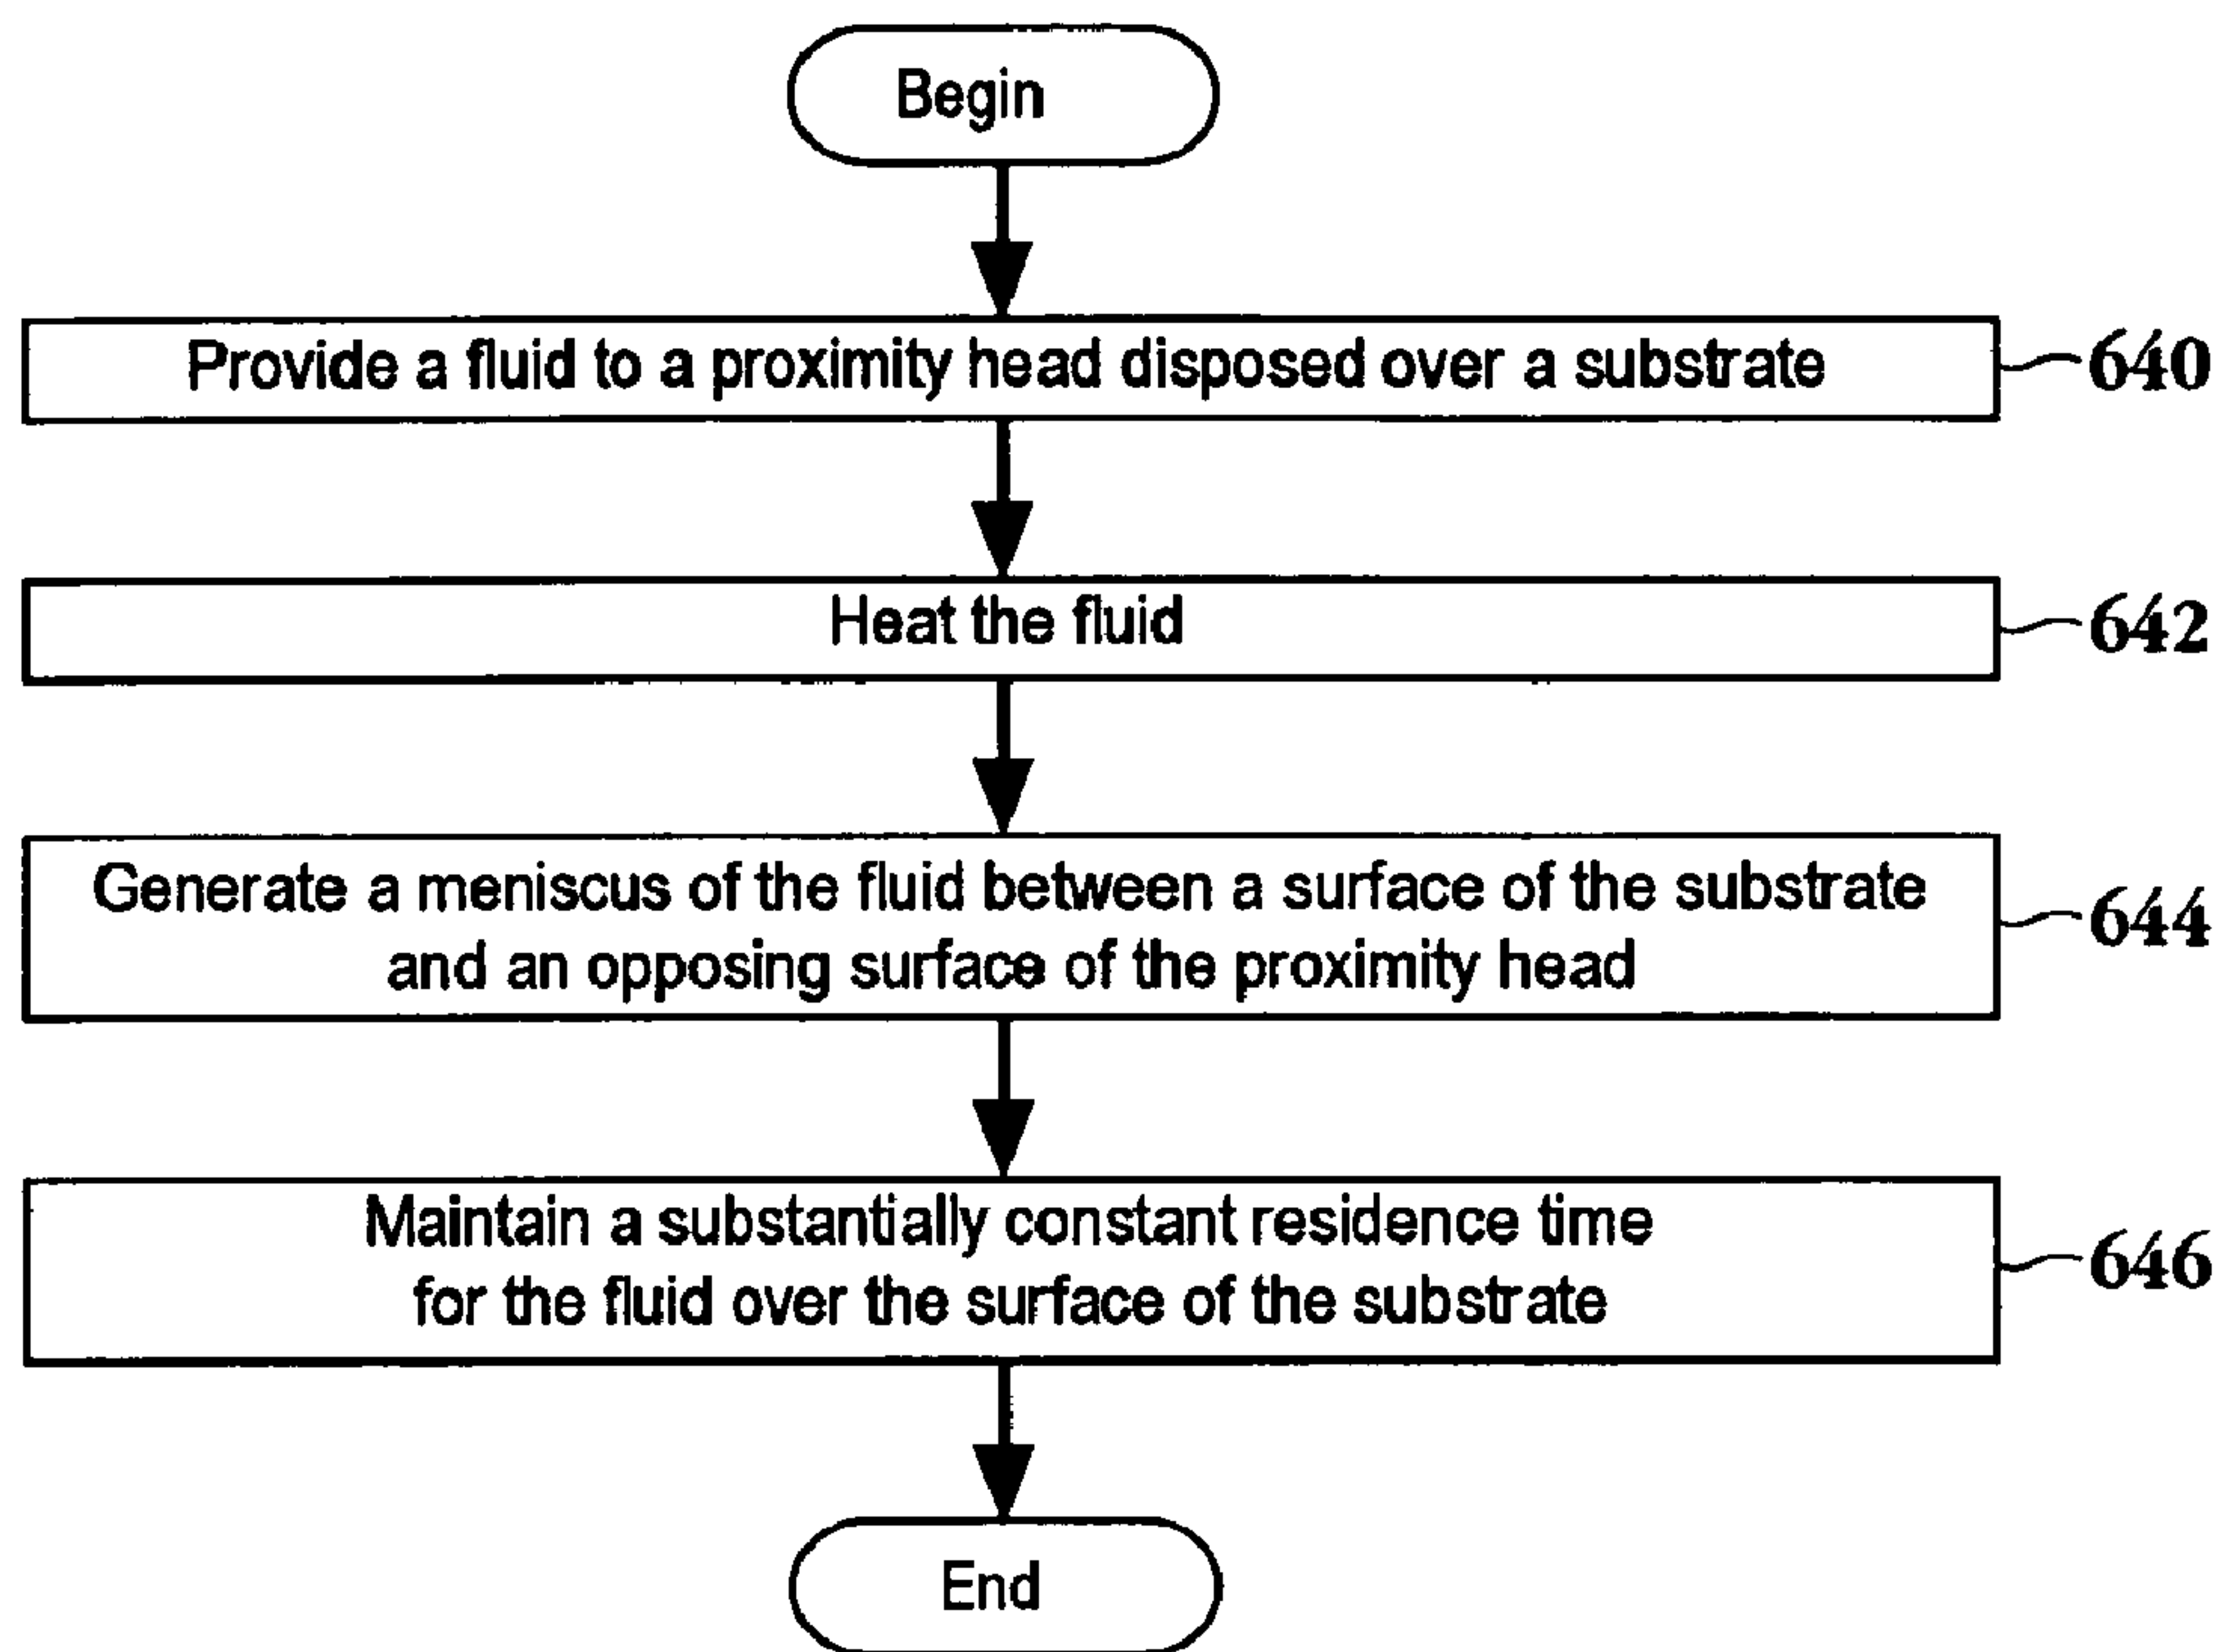 Begin
Provide a fluid to a proximity head disposed over a substrate
640
Heat the fluid
642
Generate a meniscus of the fluid between a surface of the substrate
and an opposing surface of the proximity head
644
Maintain a substantially constant residence time
for the fluid over the surface of the substrate
646
End